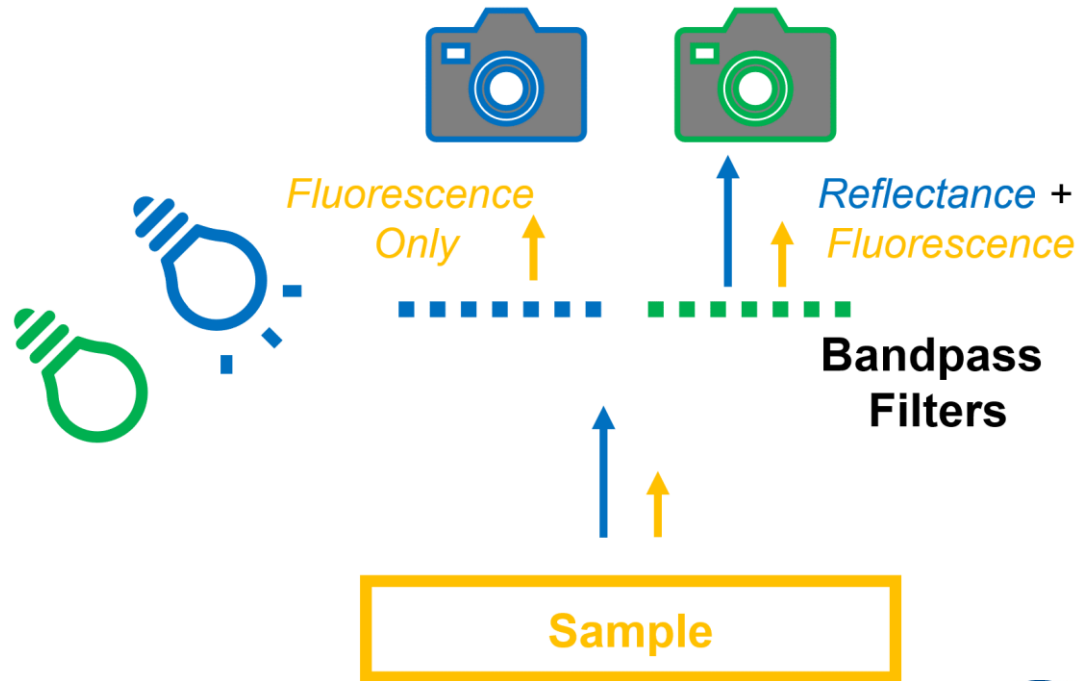 Fluorescence
Only
Reflectance +
Fluorescence
Bandpass
Filters
Sample